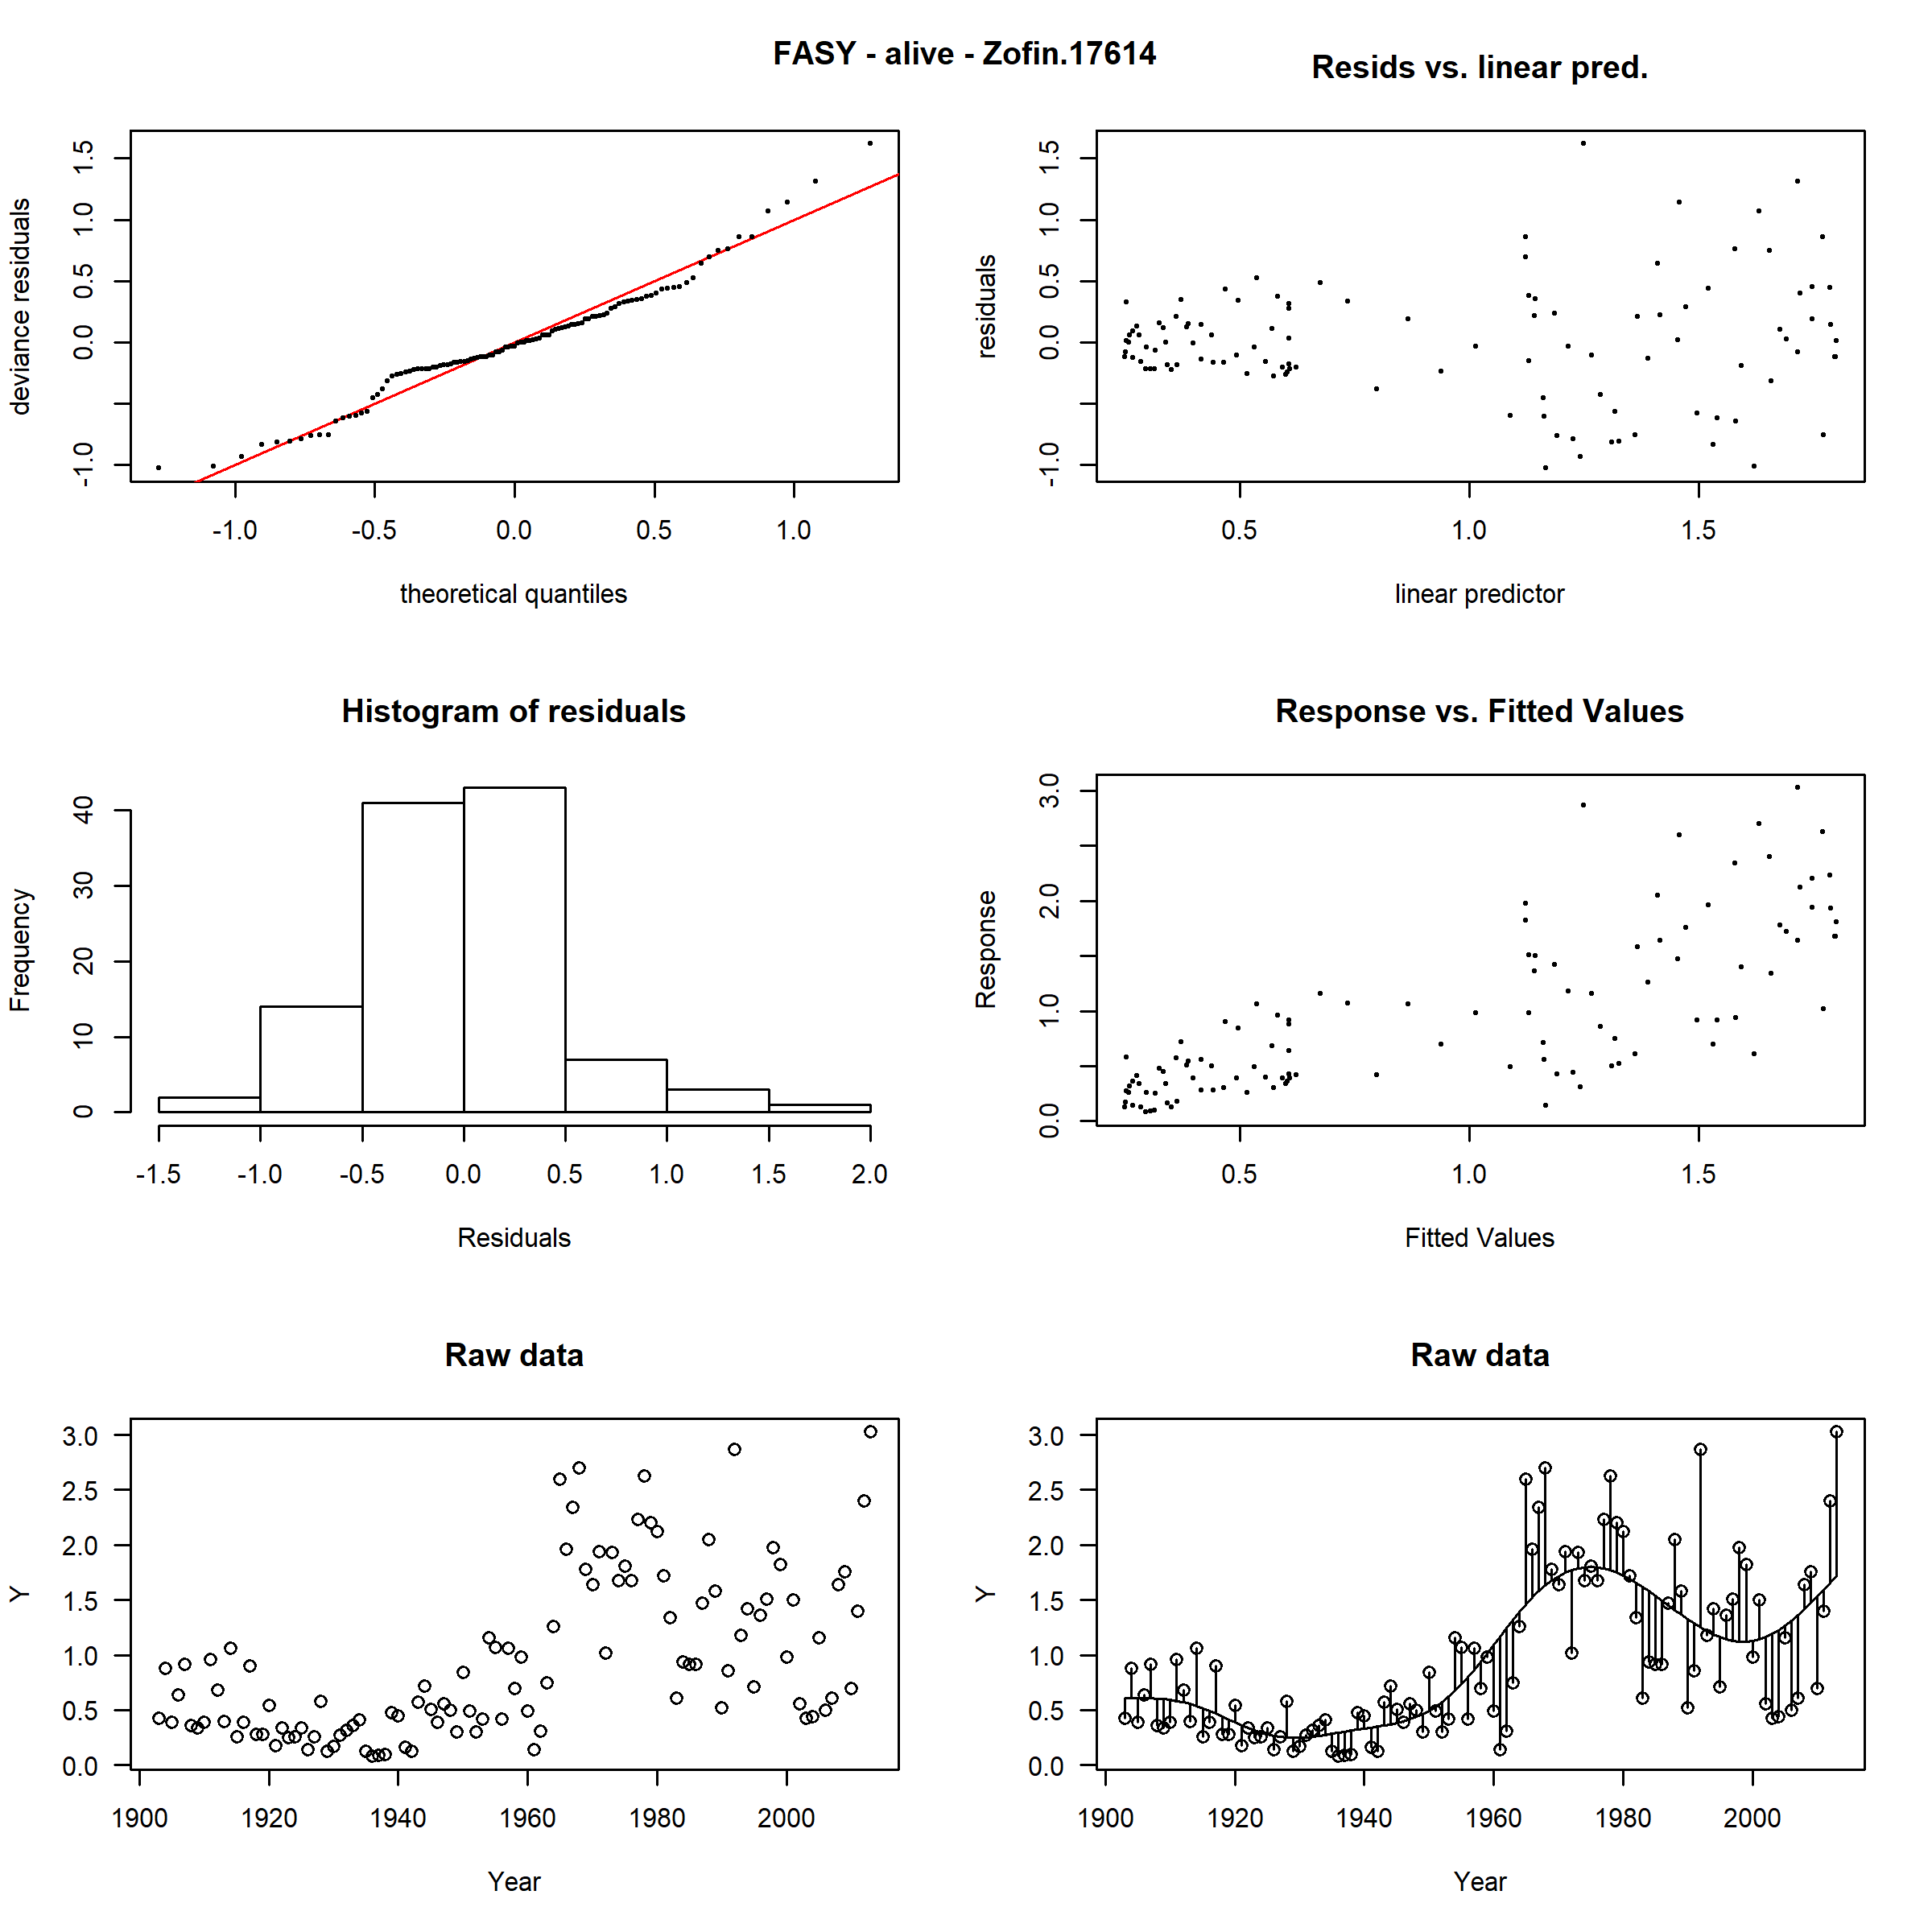 FASY - alive - Zofin.17614
Resids vs. linear pred.
deviance residuals
-1.0 0.0 0.5 1.0 1.5
-1.0 -0.5 0.0 0.5 1.0
theoretical quantiles
residuals
-1.0 0.0 0.5 1.0 1.5
0.5 1.0 1.5
linear predictor
Histogram of residuals
Frequency
0 10 20 30 40
-1.5 -1.0 -0.5 0.0 0.5 1.0 1.5 2.0
Residuals
Response vs. Fitted Values
Response
0.0 1.0 2.0 3.0
0.5 1.0 1.5
Fitted Values
Raw data
Y
3.0
2.5
2.0
1.5
1.0
0.5
0.0
1900 1920 1940 1960 1980 2000
Year
Raw data
Y
3.0
2.5
2.0
1.5
1.0
0.5
0.0
1900 1920 1940 1960 1980 2000
Year